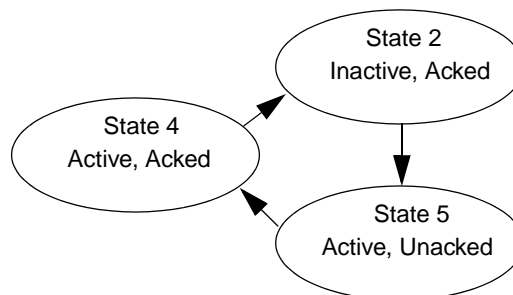 State 2
Inactive, Acked
State 4
Active, Acked
State 5
Active, Unacked